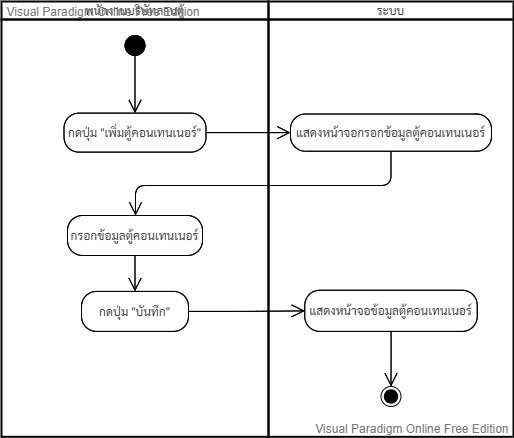 Visual Paradigm Online Free Edition
พนักงานบริษัทลานตู้
ระบบ
กดปุ่ม "เพิ่มตู้คอนเทนเนอร์"
แสดงหน้าจอกรอกข้อมูลตู้คอนเทนเนอร์
กรอกข้อมูลตู้คอนเทนเนอร์
กดปุ่ม "บันทึก"
แสดงหน้าจอข้อมูลตู้คอนเทนเนอร์
Visual Paradigm Online Free Edition